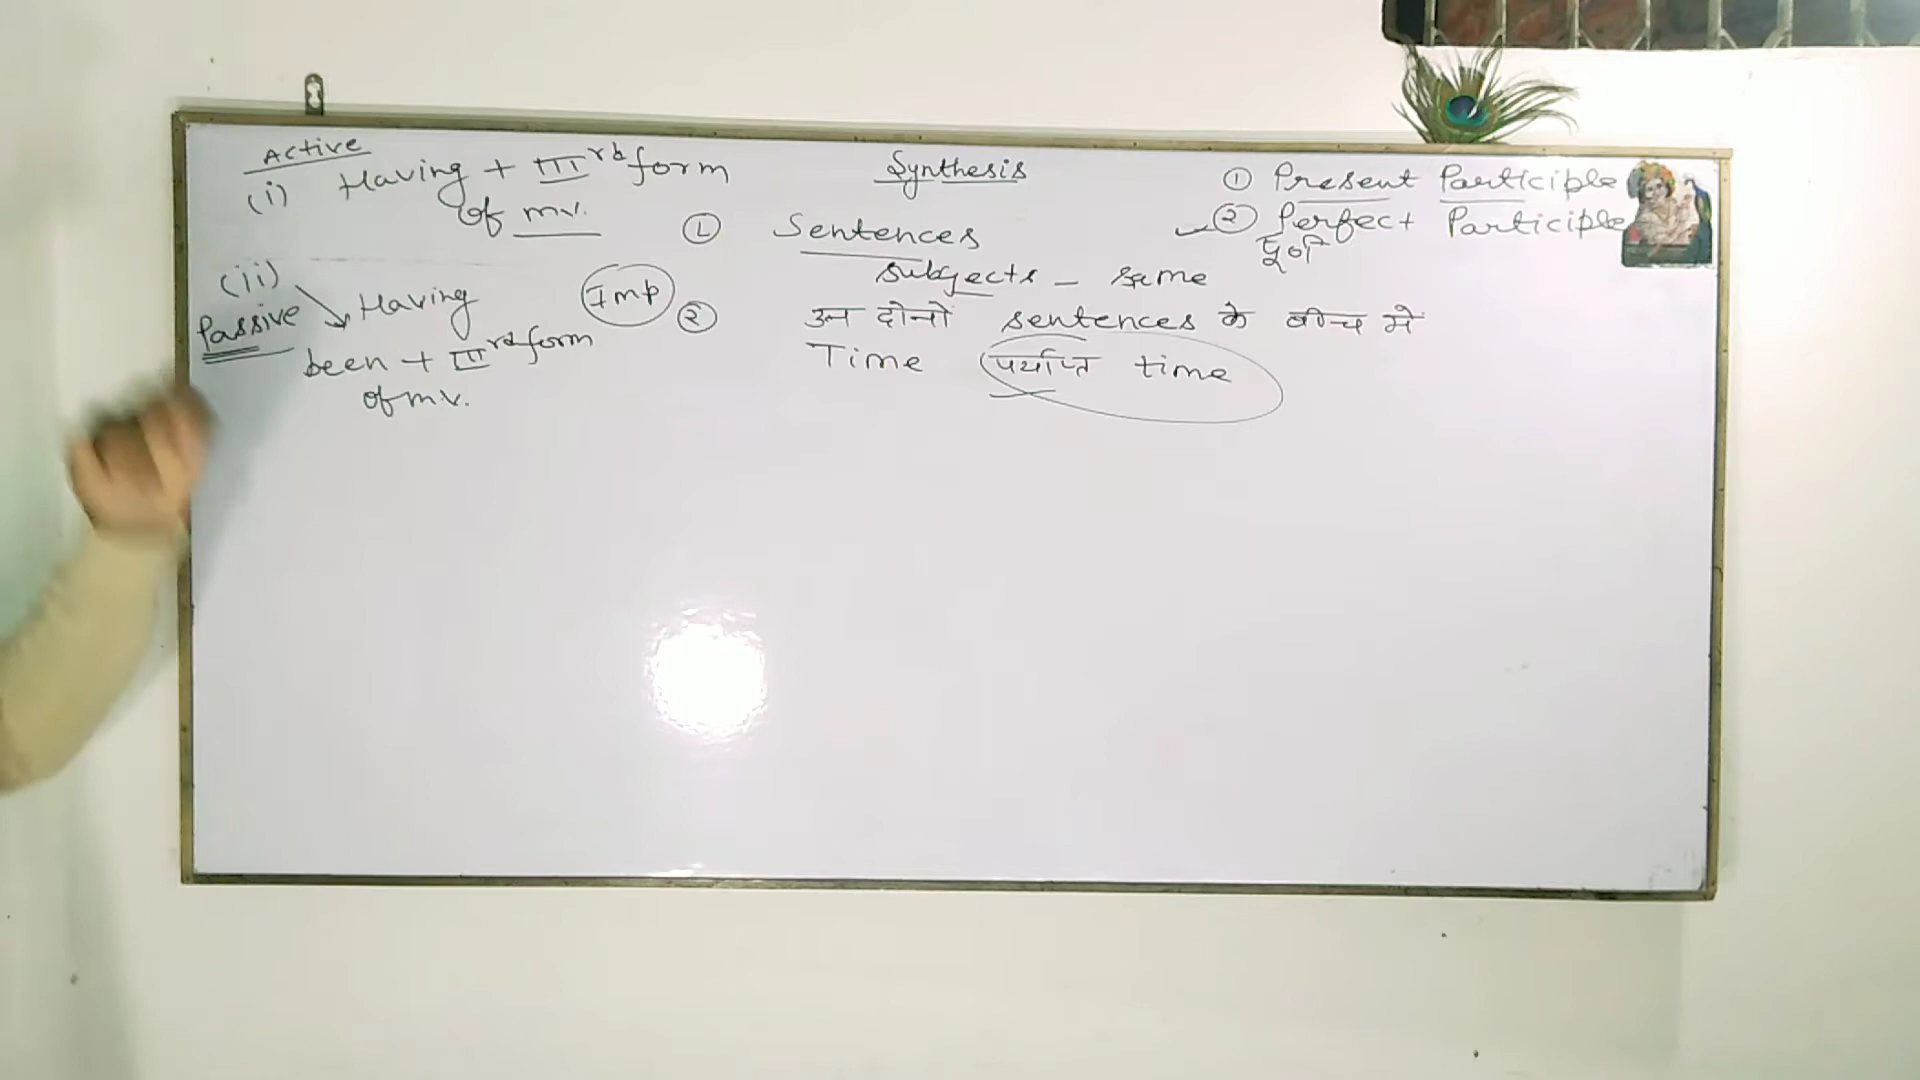 Active
(i) Having + IIIrd form
of m.v.
(ii)
Passive
Having
been + IIIrd form
of m.v.
Synthesis
① Sentences
subjects - same
Imp
② उन दोनों sentences के बीच में
Time पर्याप्त time
① Present Participle
② Perfect Participle
पूर्ण